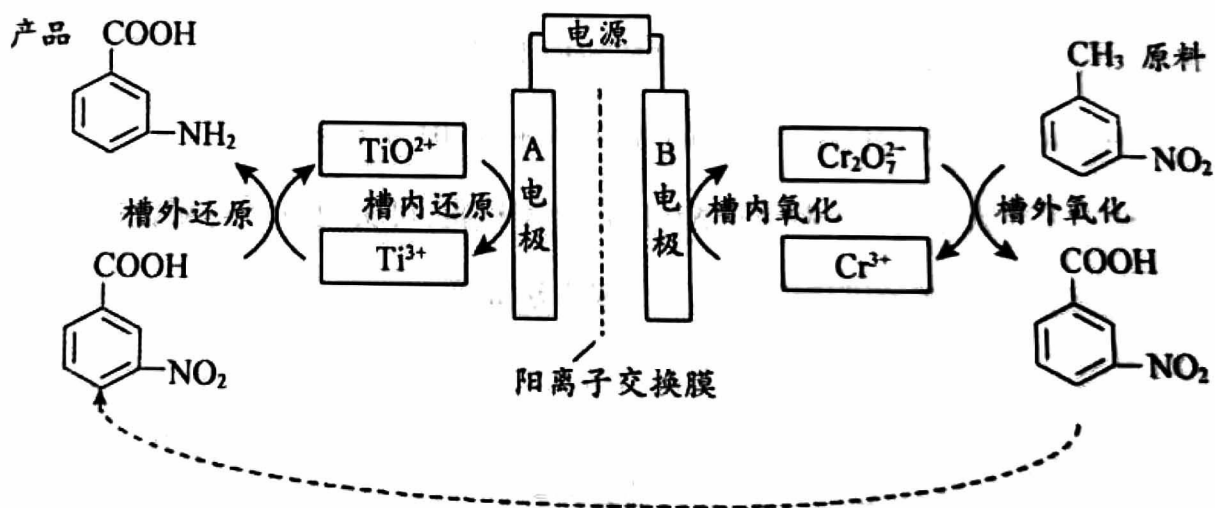 产品
COOH
NH₂
槽外还原
COOH
NO₂
TiO²⁺
槽内还原
Ti³⁺
电源
A电极
B电极
阳离子交换膜
Cr₂O₇²⁻
槽内氧化
Cr³⁺
CH₃ 原料
NO₂
槽外氧化
COOH
NO₂